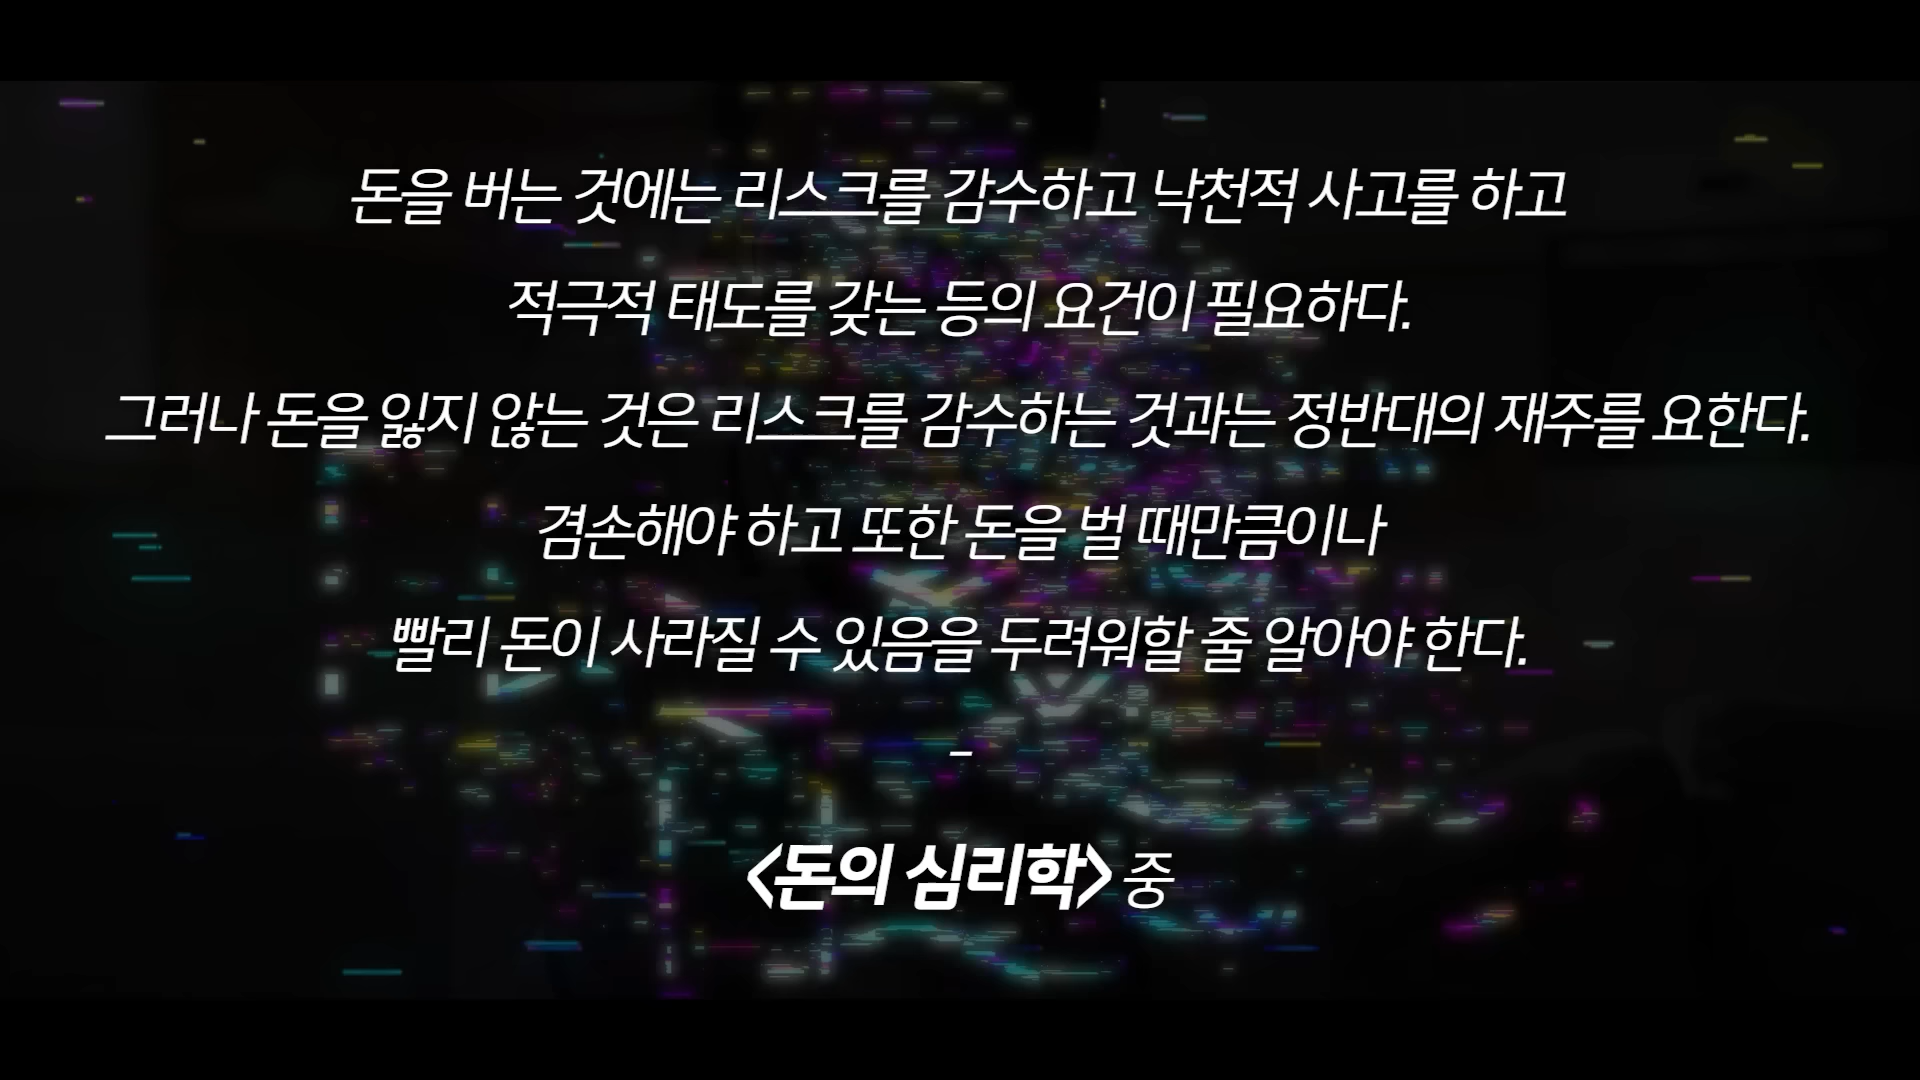 돈을 버는 것에는 리스크를 감수하고 낙천적 사고를 하고
적극적 태도를 갖는 등의 요건이 필요하다.
그러나 돈을 잃지 않는 것은 리스크를 감수하는 것과는 정반대의 재주를 요한다.
겸손해야 하고 또한 돈을 벌 때만큼이나
빨리 돈이 사라질 수 있음을 두려워할 줄 알아야 한다.
-
<돈의 심리학> 중